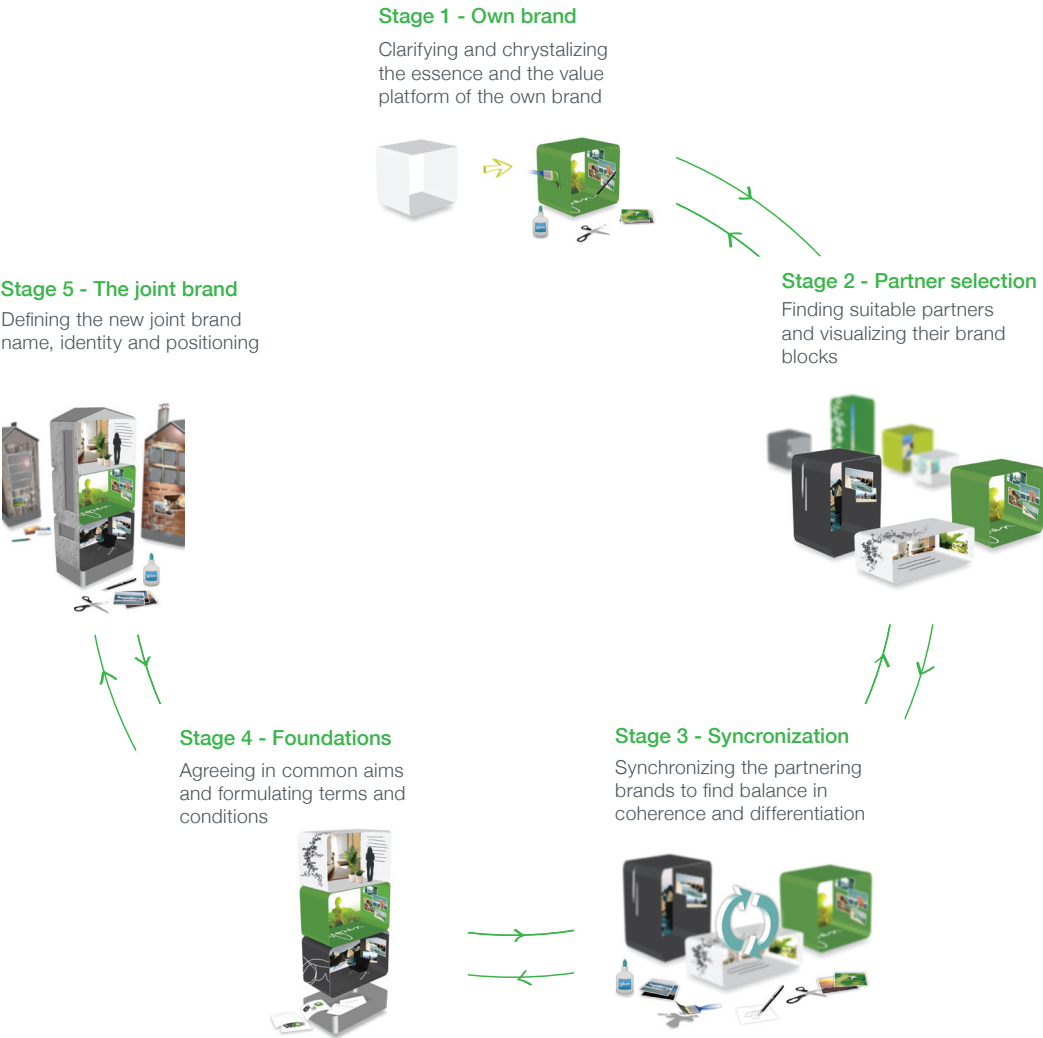 Stage 1 - Own brand
Clarifying and chrystalizing
the essence and the value
platform of the own brand
glue
Stage 2 - Partner selection
Finding suitable partners
and visualizing their brand
blocks
Stage 3 - Syncronization
Synchronizing the partnering
brands to find balance in
coherence and differentiation
glue
Stage 4 - Foundations
Agreeing in common aims
and formulating terms and
conditions
Stage 5 - The joint brand
Defining the new joint brand
name, identity and positioning
glue